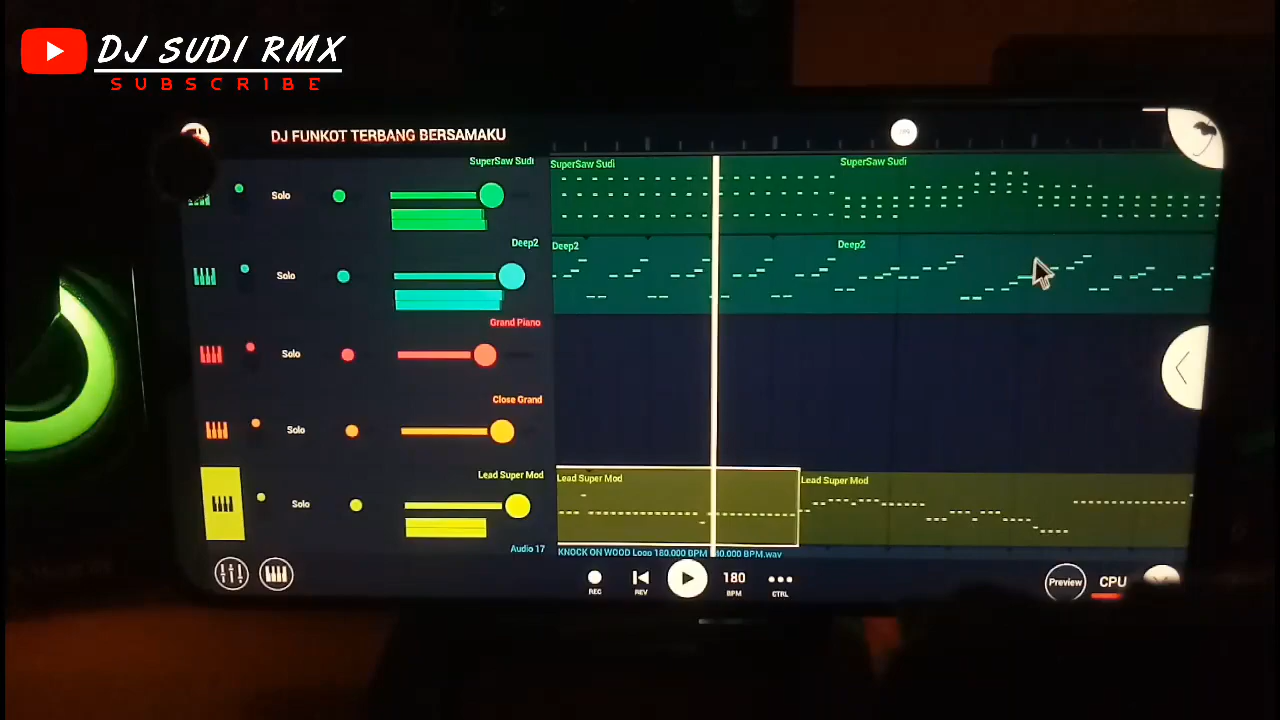 DJ SUDI RMX
SUBSCRIBE
DJ FUNKOT TERBANG BERSAMAKU
SuperSaw Sudi
SuperSaw Sudi
SuperSaw Sudi
Solo
Deep2
Deep2
Deep2
Solo
Grand Piano
Solo
Close Grand
Solo
Lead Super Mod
Lead Super Mod
Lead Super Mod
Solo
Audio 17
KNOCK ON WOOD Loop 180.000 BPM
BPM.wav
180
REC
REV
BPM
CTRL
Preview
CPU